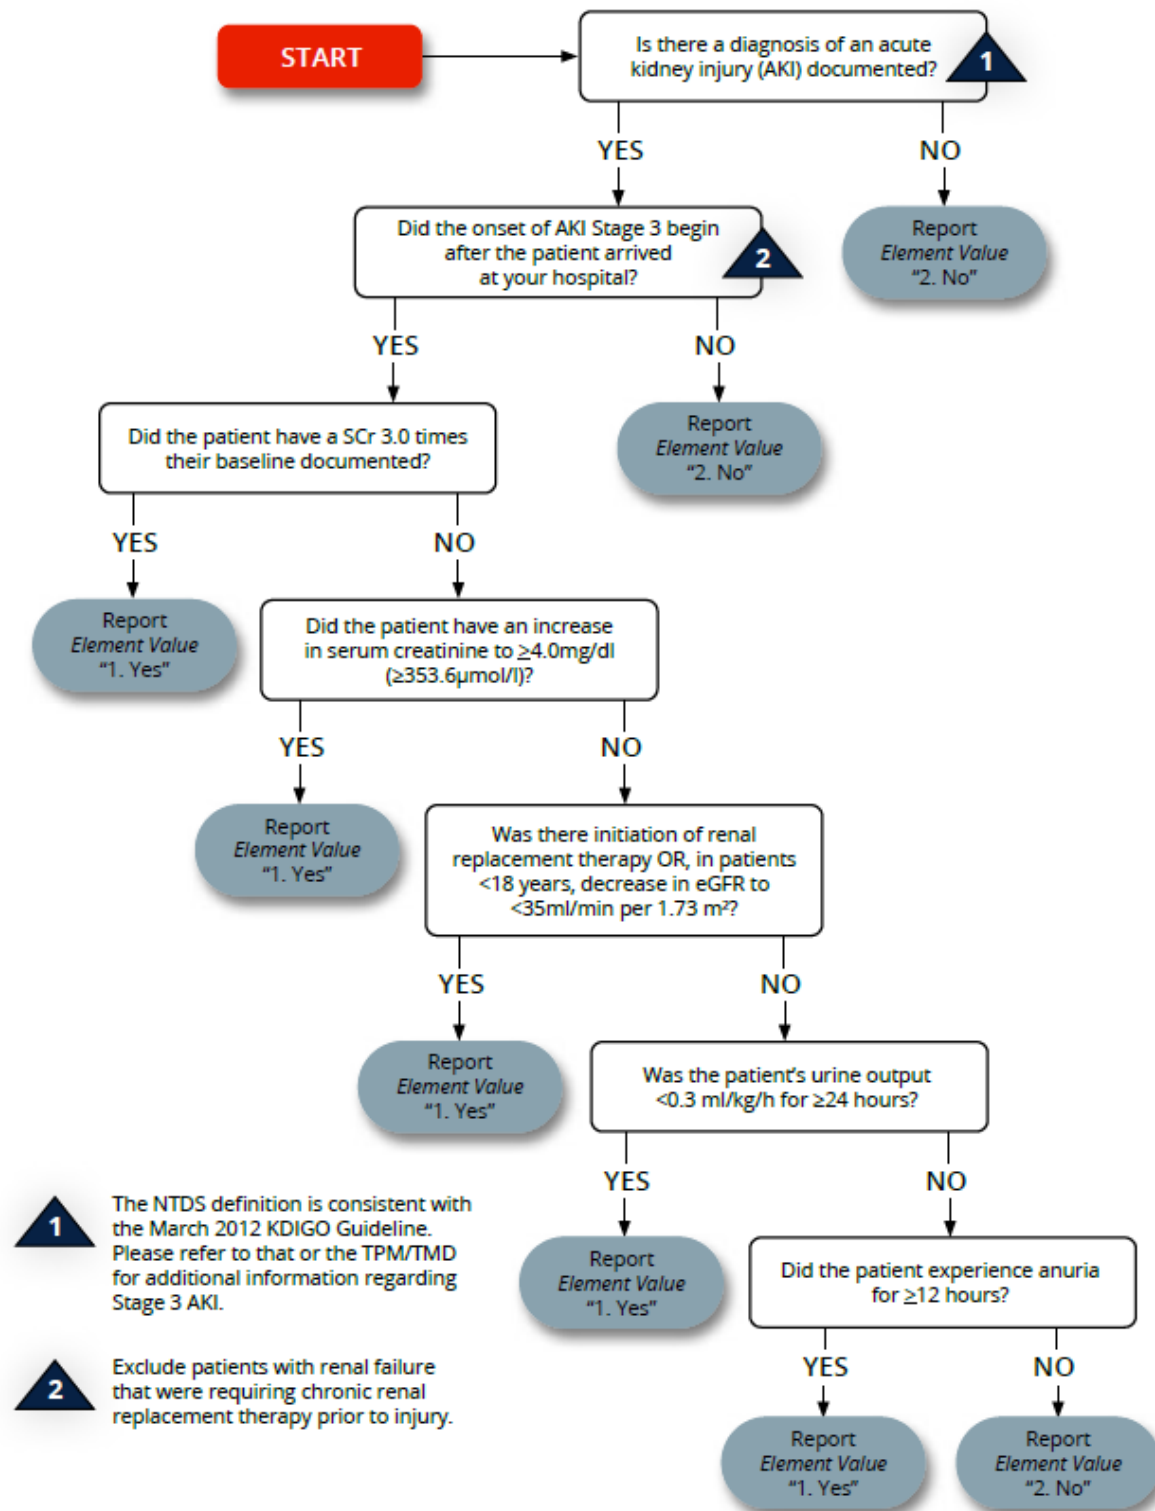 START
Is there a diagnosis of an acute
kidney injury (AKI) documented?
1
YES
NO
Did the onset of AKI Stage 3 begin
after the patient arrived
at your hospital?
2
Report
Element Value
“2. No”
YES
NO
Did the patient have a SCr 3.0 times
their baseline documented?
Report
Element Value
“2. No”
YES
NO
Report
Element Value
“1. Yes”
Did the patient have an increase
in serum creatinine to ≥4.0mg/dl
(≥353.6µmol/l)?
YES
NO
Report
Element Value
“1. Yes”
Was there initiation of renal
replacement therapy OR, in patients
<18 years, decrease in eGFR to
<35ml/min per 1.73 m²?
YES
NO
Report
Element Value
“1. Yes”
Was the patient’s urine output
<0.3 ml/kg/h for ≥24 hours?
YES
NO
Report
Element Value
“1. Yes”
Did the patient experience anuria
for ≥12 hours?
YES
NO
Report
Element Value
“1. Yes”
Report
Element Value
“2. No”
1
The NTDS definition is consistent with
the March 2012 KDIGO Guideline.
Please refer to that or the TPM/TMD
for additional information regarding
Stage 3 AKI.
2
Exclude patients with renal failure
that were requiring chronic renal
replacement therapy prior to injury.